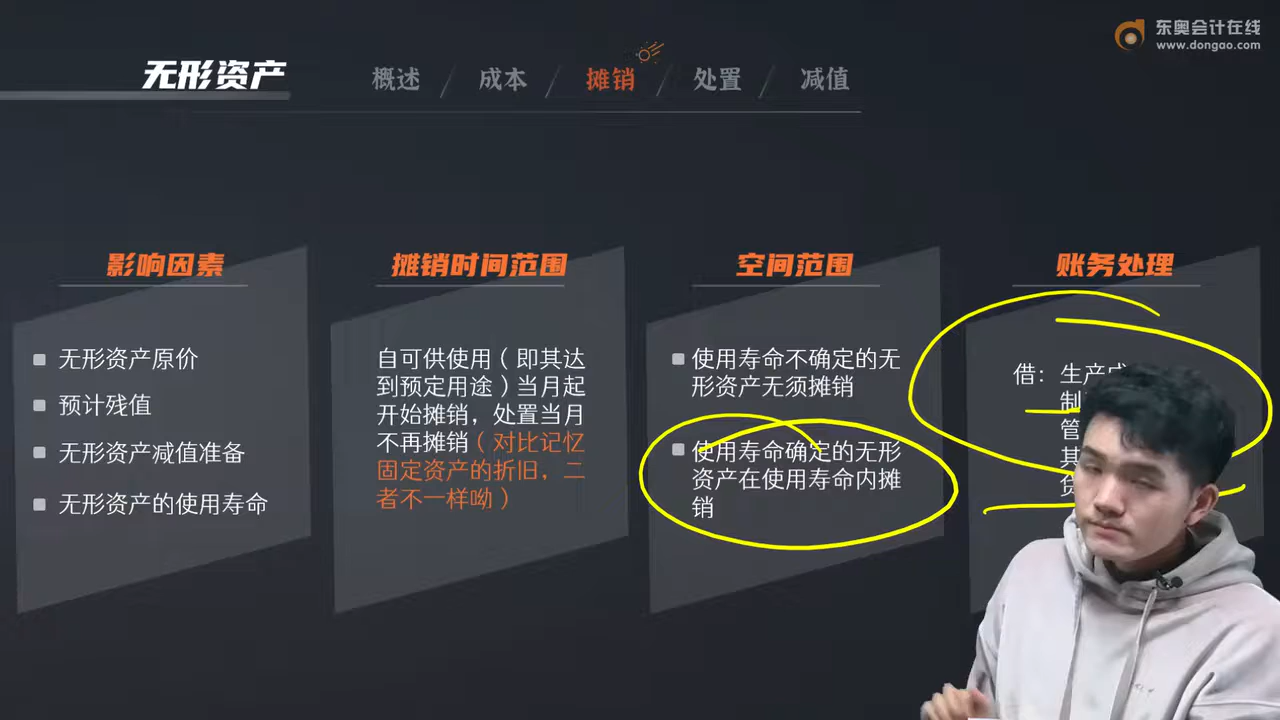 东奥会计在线
www.dongao.com
无形资产
概述 / 成本 / 摊销 / 处置 / 减值
影响因素
无形资产原价
预计残值
无形资产减值准备
无形资产的使用寿命
摊销时间范围
自可供使用（即其达
到预定用途）当月起
开始摊销，处置当月
不再摊销（对比记忆
固定资产的折旧，二
者不一样呦）
空间范围
使用寿命不确定的无
形资产无须摊销
使用寿命确定的无形
资产在使用寿命内摊
销
账务处理
借：生产
制
管
其